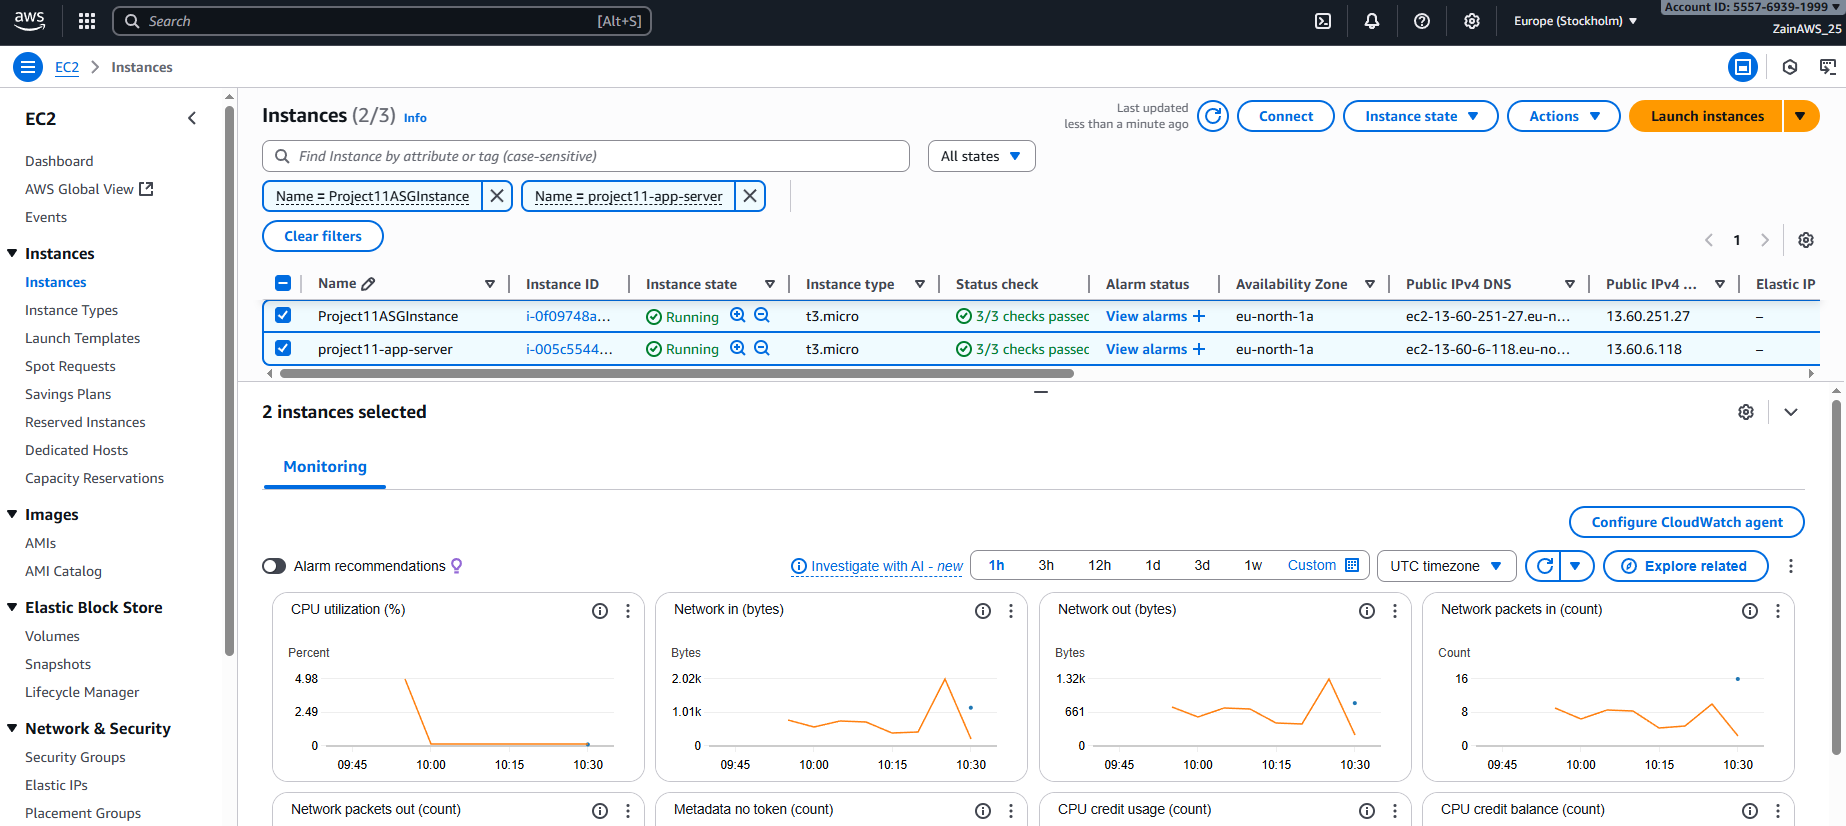 aws
Search [Alt+S]
Europe (Stockholm)
Account ID: 5557-6939-1999
ZainAWS_25
EC2 Instances
EC2
Dashboard
AWS Global View
Events
Instances
Instances
Instance Types
Launch Templates
Spot Requests
Savings Plans
Reserved Instances
Dedicated Hosts
Capacity Reservations
Images
AMIs
AMI Catalog
Elastic Block Store
Volumes
Snapshots
Lifecycle Manager
Network & Security
Security Groups
Elastic IPs
Placement Groups
Instances (2/3) Info
Last updated
less than a minute ago
Connect
Instance state
Actions
Launch instances
Find Instance by attribute or tag (case-sensitive)
All states
Name = Project11ASGInstance
Name = project11-app-server
Clear filters
1
Name Instance ID Instance state Instance type Status check Alarm status Availability Zone Public IPv4 DNS Public IPv4 ... Elastic IP
Project11ASGInstance i-0f09748a... Running t3.micro 3/3 checks passed View alarms + eu-north-1a ec2-13-60-251-27.eu-n... 13.60.251.27 –
project11-app-server i-005c5544... Running t3.micro 3/3 checks passed View alarms + eu-north-1a ec2-13-60-6-118.eu-no... 13.60.6.118 –
2 instances selected
Monitoring
Configure CloudWatch agent
Alarm recommendations
Investigate with AI - new
1h 3h 12h 1d 3d 1w Custom
UTC timezone
Explore related
CPU utilization (%)
Percent
4.98
2.49
0
09:45 10:00 10:15 10:30
Network in (bytes)
Bytes
2.02k
1.01k
0
09:45 10:00 10:15 10:30
Network out (bytes)
Bytes
1.32k
661
0
09:45 10:00 10:15 10:30
Network packets in (count)
Count
16
8
0
09:45 10:00 10:15 10:30
Network packets out (count)
Metadata no token (count)
CPU credit usage (count)
CPU credit balance (count)